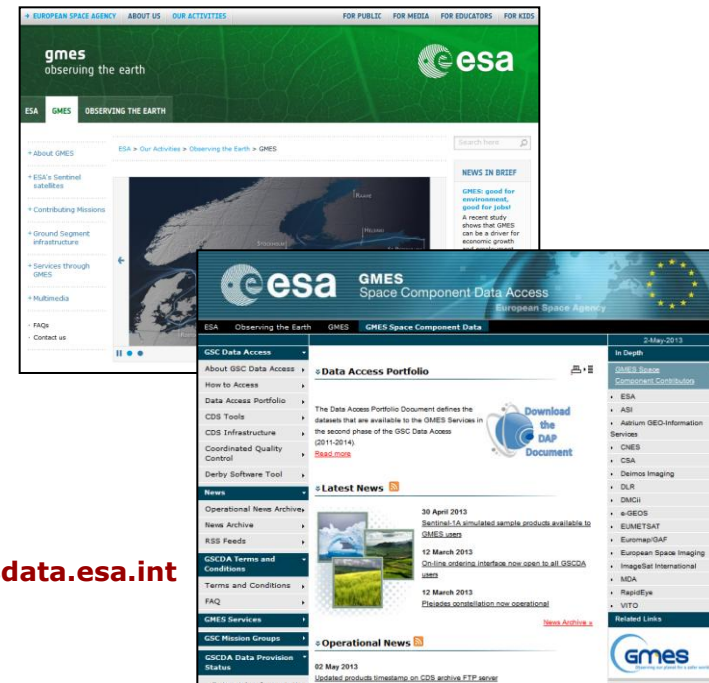 → EUROPEAN SPACE AGENCY ABOUT US OUR ACTIVITIES FOR PUBLIC FOR MEDIA FOR EDUCATORS FOR KIDS
gmes
observing the earth
esa
ESA GMES OBSERVING THE EARTH
+ About GMES
+ ESA's Sentinel
satellites
+ Contributing Missions
+ Ground Segment
infrastructure
+ Services through
GMES
+ Multimedia
- FAQs
- Contact us
ESA > Our Activities > Observing the Earth > GMES
Search here
NEWS IN BRIEF
GMES: good for
environment,
good for jobs!
A recent study
shows that GMES
can be a driver for
economic growth
and employment
esa
GMES
Space Component Data Access
European Space Agency
ESA Observing the Earth GMES GMES Space Component Data
2-May-2013
GSC Data Access
About GSC Data Access
How to Access
Data Access Portfolio
CDS Tools
CDS Infrastructure
Coordinated Quality
Control
Derby Software Tool
News
Operational News Archive
News Archive
RSS Feeds
GSCDA Terms and
Conditions
Terms and Conditions
FAQ
GMES Services
GSC Mission Groups
GSCDA Data Provision
Status
Data Access Portfolio
The Data Access Portfolio Document defines the
datasets that are available to the GMES Services in
the second phase of the GSC Data Access
(2011-2014).
Read more
Download
the
DAP
Document
Latest News
30 April 2013
Sentinel-1A simulated sample products available to
GMES users
12 March 2013
On-line ordering interface now open to all GSCDA
users
12 March 2013
Pleiades constellation now operational
News Archive »
Operational News
02 May 2013
Updated products timestamp on CDS archive FTP server
In Depth
GMES Space
Component Contributors
ESA
ASI
Astrium GEO-Information
Services
CNES
CSA
Deimos Imaging
DLR
DMCii
e-GEOS
EUMETSAT
Euromap/GAF
European Space Imaging
ImageSat International
MDA
RapidEye
VITO
Related Links
Gmes
data.esa.int